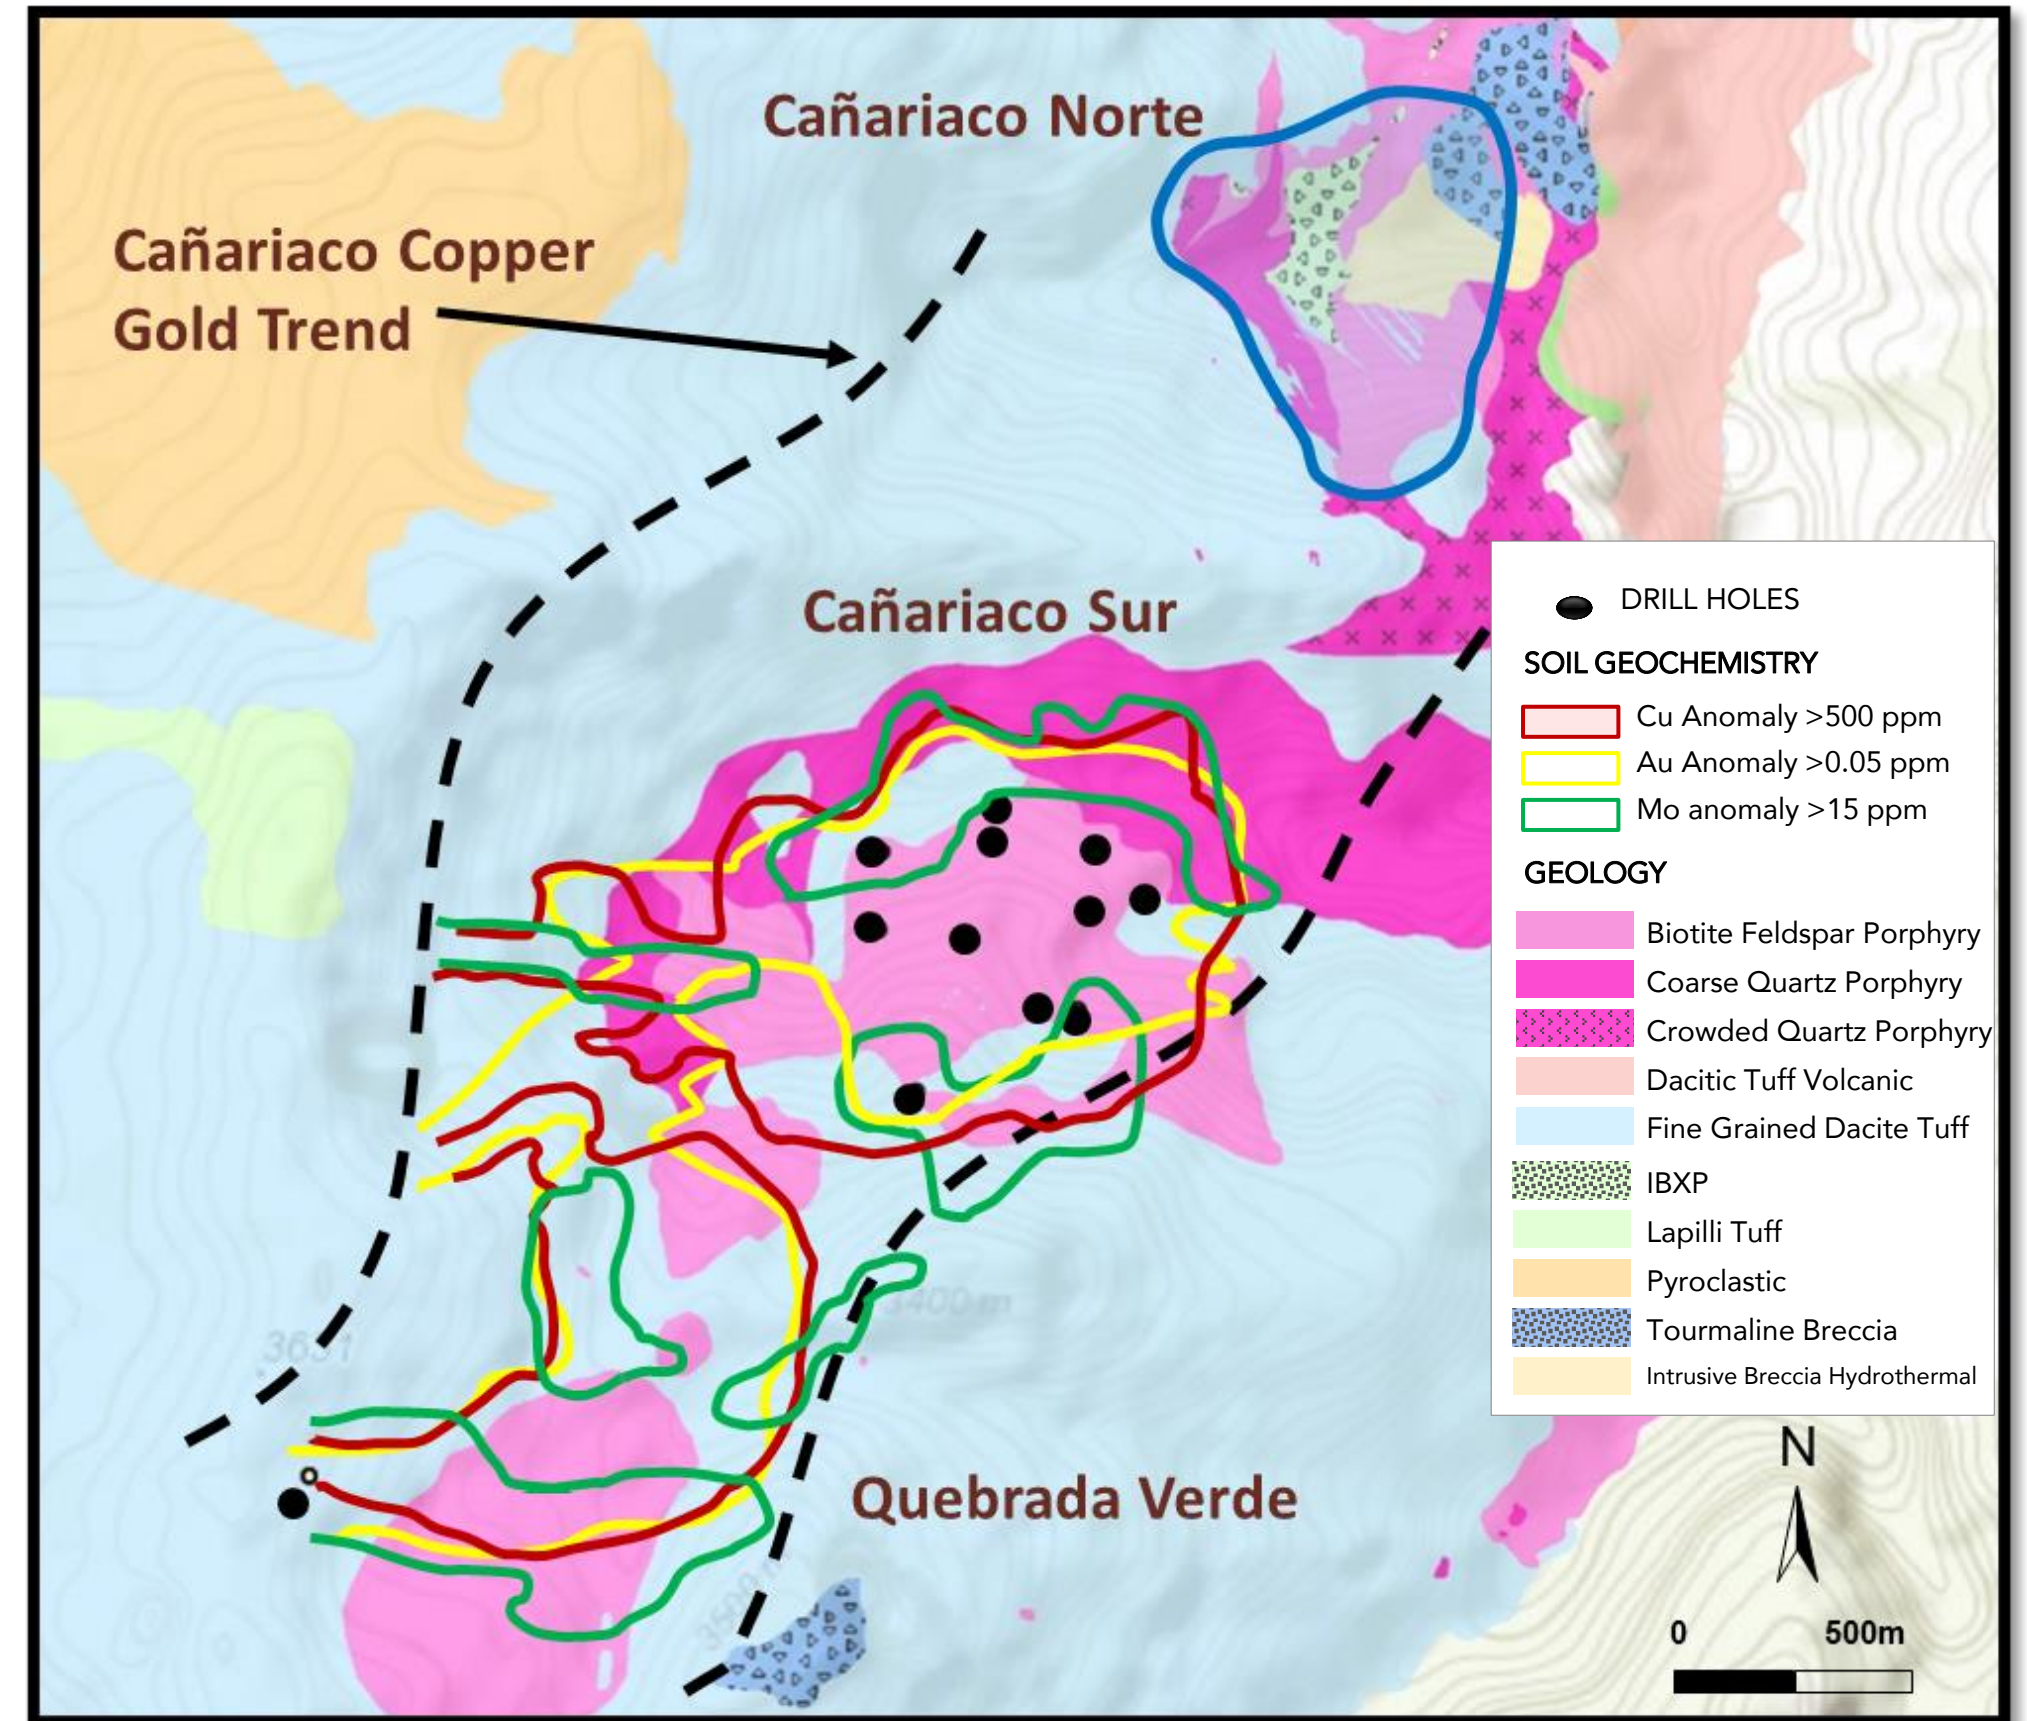 Cañariaco Norte
Cañariaco Copper
Gold Trend
Cañariaco Sur
DRILL HOLES
SOIL GEOCHEMISTRY
Cu Anomaly >500 ppm
Au Anomaly >0.05 ppm
Mo anomaly >15 ppm
GEOLOGY
Biotite Feldspar Porphyry
Coarse Quartz Porphyry
Crowded Quartz Porphyry
Dacitic Tuff Volcanic
Fine Grained Dacite Tuff
IBXP
Lapilli Tuff
Pyroclastic
Tourmaline Breccia
Intrusive Breccia Hydrothermal
3400 m
Quebrada Verde
N
0 500m